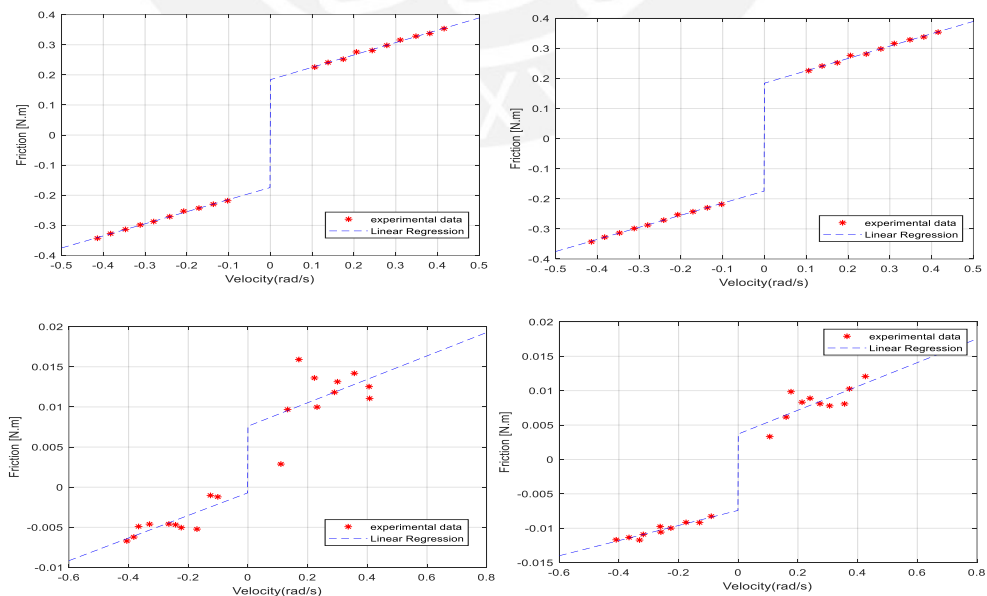 0.4
0.3
0.2
0.1
0
-0.1
-0.2
-0.3
-0.4
Friction [N.m]
-0.5 -0.4 -0.3 -0.2 -0.1 0 0.1 0.2 0.3 0.4 0.5
Velocity(rad/s)
experimental data
Linear Regression
0.4
0.3
0.2
0.1
0
-0.1
-0.2
-0.3
-0.4
Friction [N.m]
-0.5 -0.4 -0.3 -0.2 -0.1 0 0.1 0.2 0.3 0.4 0.5
Velocity(rad/s)
experimental data
Linear Regression
0.02
0.015
0.01
0.005
0
-0.005
-0.01
Friction [N.m]
-0.6 -0.4 -0.2 0 0.2 0.4 0.6 0.8
Velocity(rad/s)
experimental data
Linear Regression
0.02
0.015
0.01
0.005
0
-0.005
-0.01
-0.015
Friction [N.m]
-0.6 -0.4 -0.2 0 0.2 0.4 0.6 0.8
Velocity(rad/s)
experimental data
Linear Regression